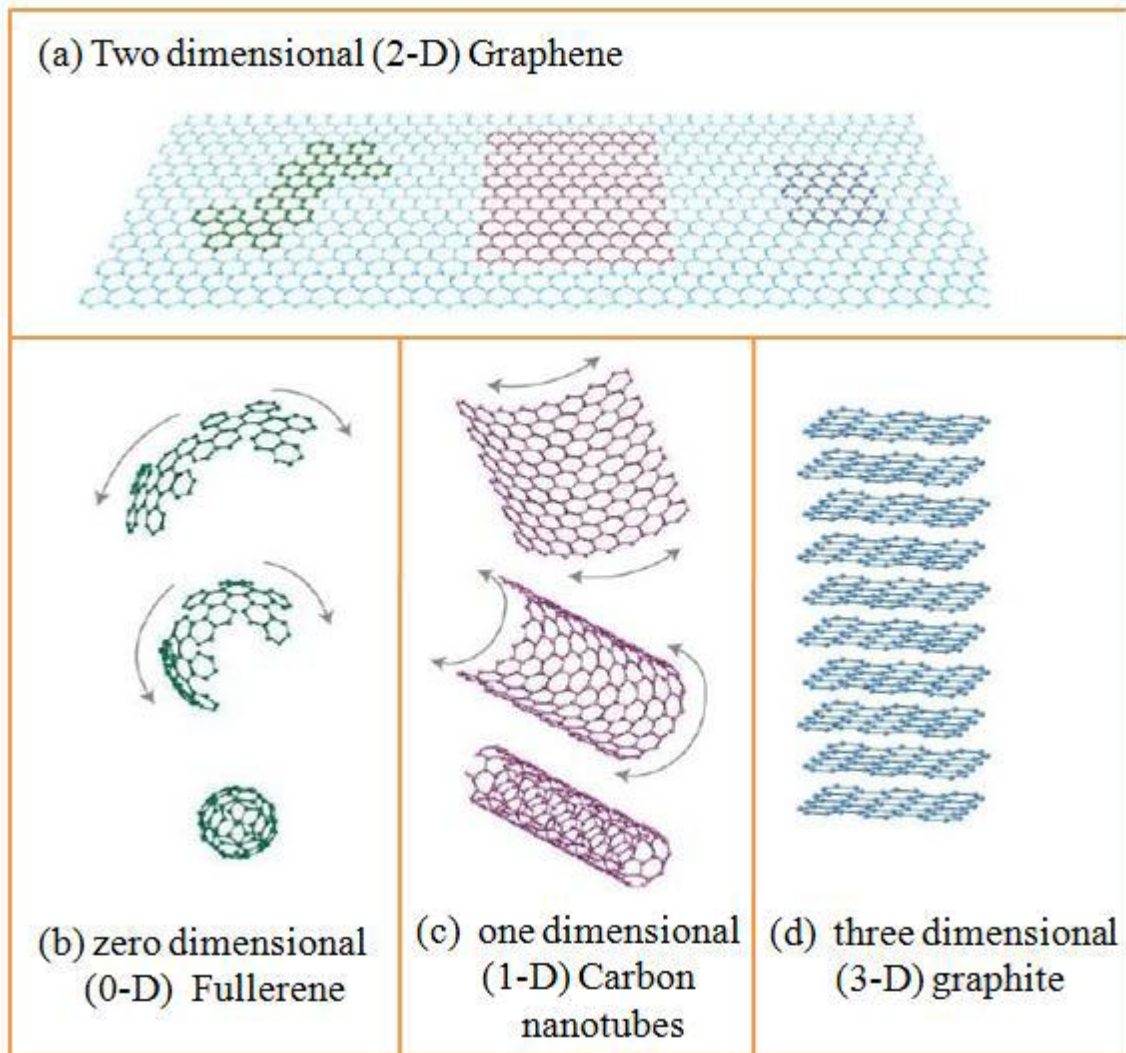 (a) Two dimensional (2-D) Graphene
(b) zero dimensional
(0-D) Fullerene
(c) one dimensional
(1-D) Carbon
nanotubes
(d) three dimensional
(3-D) graphite